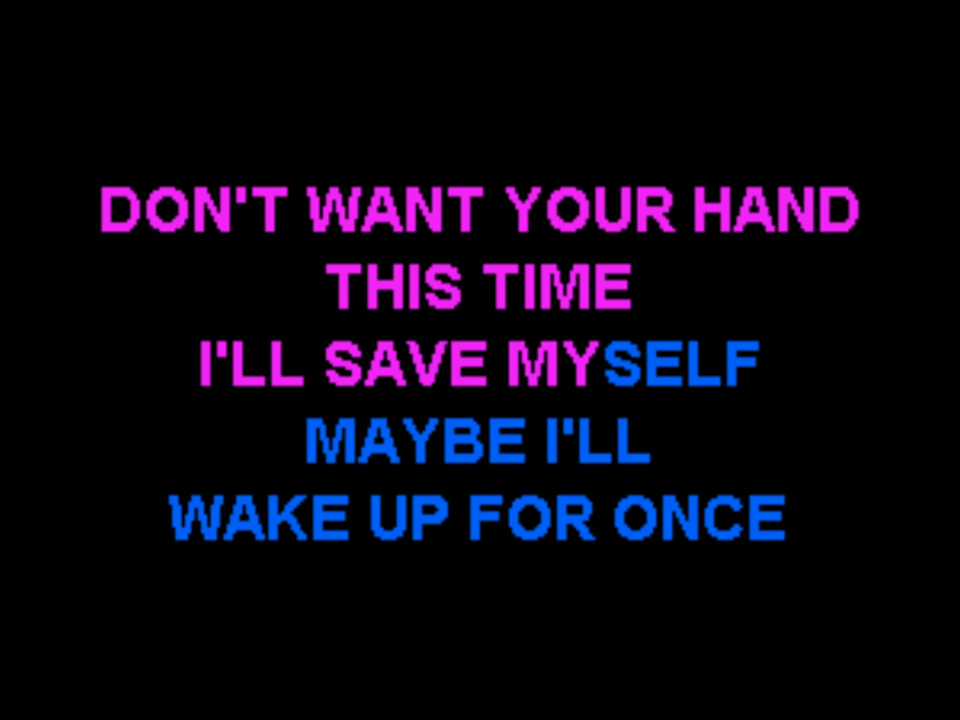 DON'T WANT YOUR HAND
THIS TIME
I'LL SAVE MYSELF
MAYBE I'LL
WAKE UP FOR ONCE